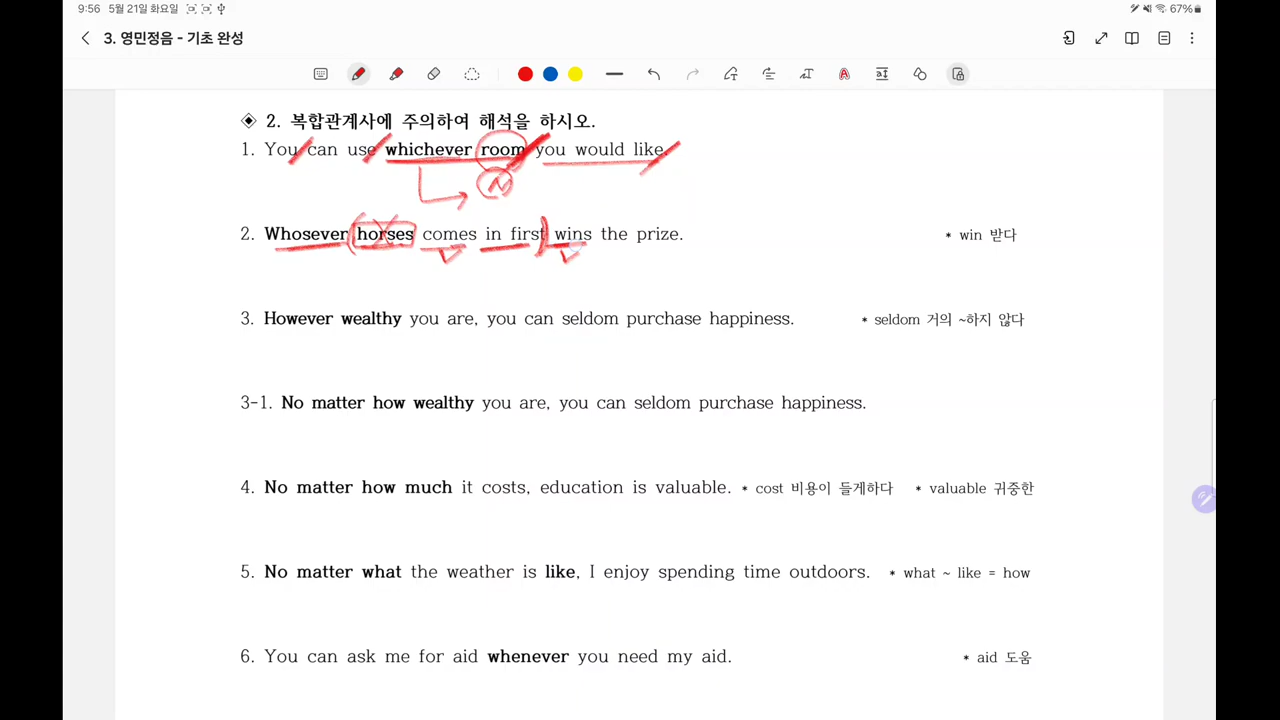 9:56 5월 21일 화요일 67%
3. 영민정음 - 기초 완성
◈ 2. 복합관계사에 주의하여 해석을 하시오.
1. You can use whichever room you would like.
N
2. Whosever horses comes in first wins the prize. * win 받다
V V
3. However wealthy you are, you can seldom purchase happiness. * seldom 거의 ~하지 않다
3-1. No matter how wealthy you are, you can seldom purchase happiness.
4. No matter how much it costs, education is valuable. * cost 비용이 들게하다 * valuable 귀중한
5. No matter what the weather is like, I enjoy spending time outdoors. * what ~ like = how
6. You can ask me for aid whenever you need my aid. * aid 도움